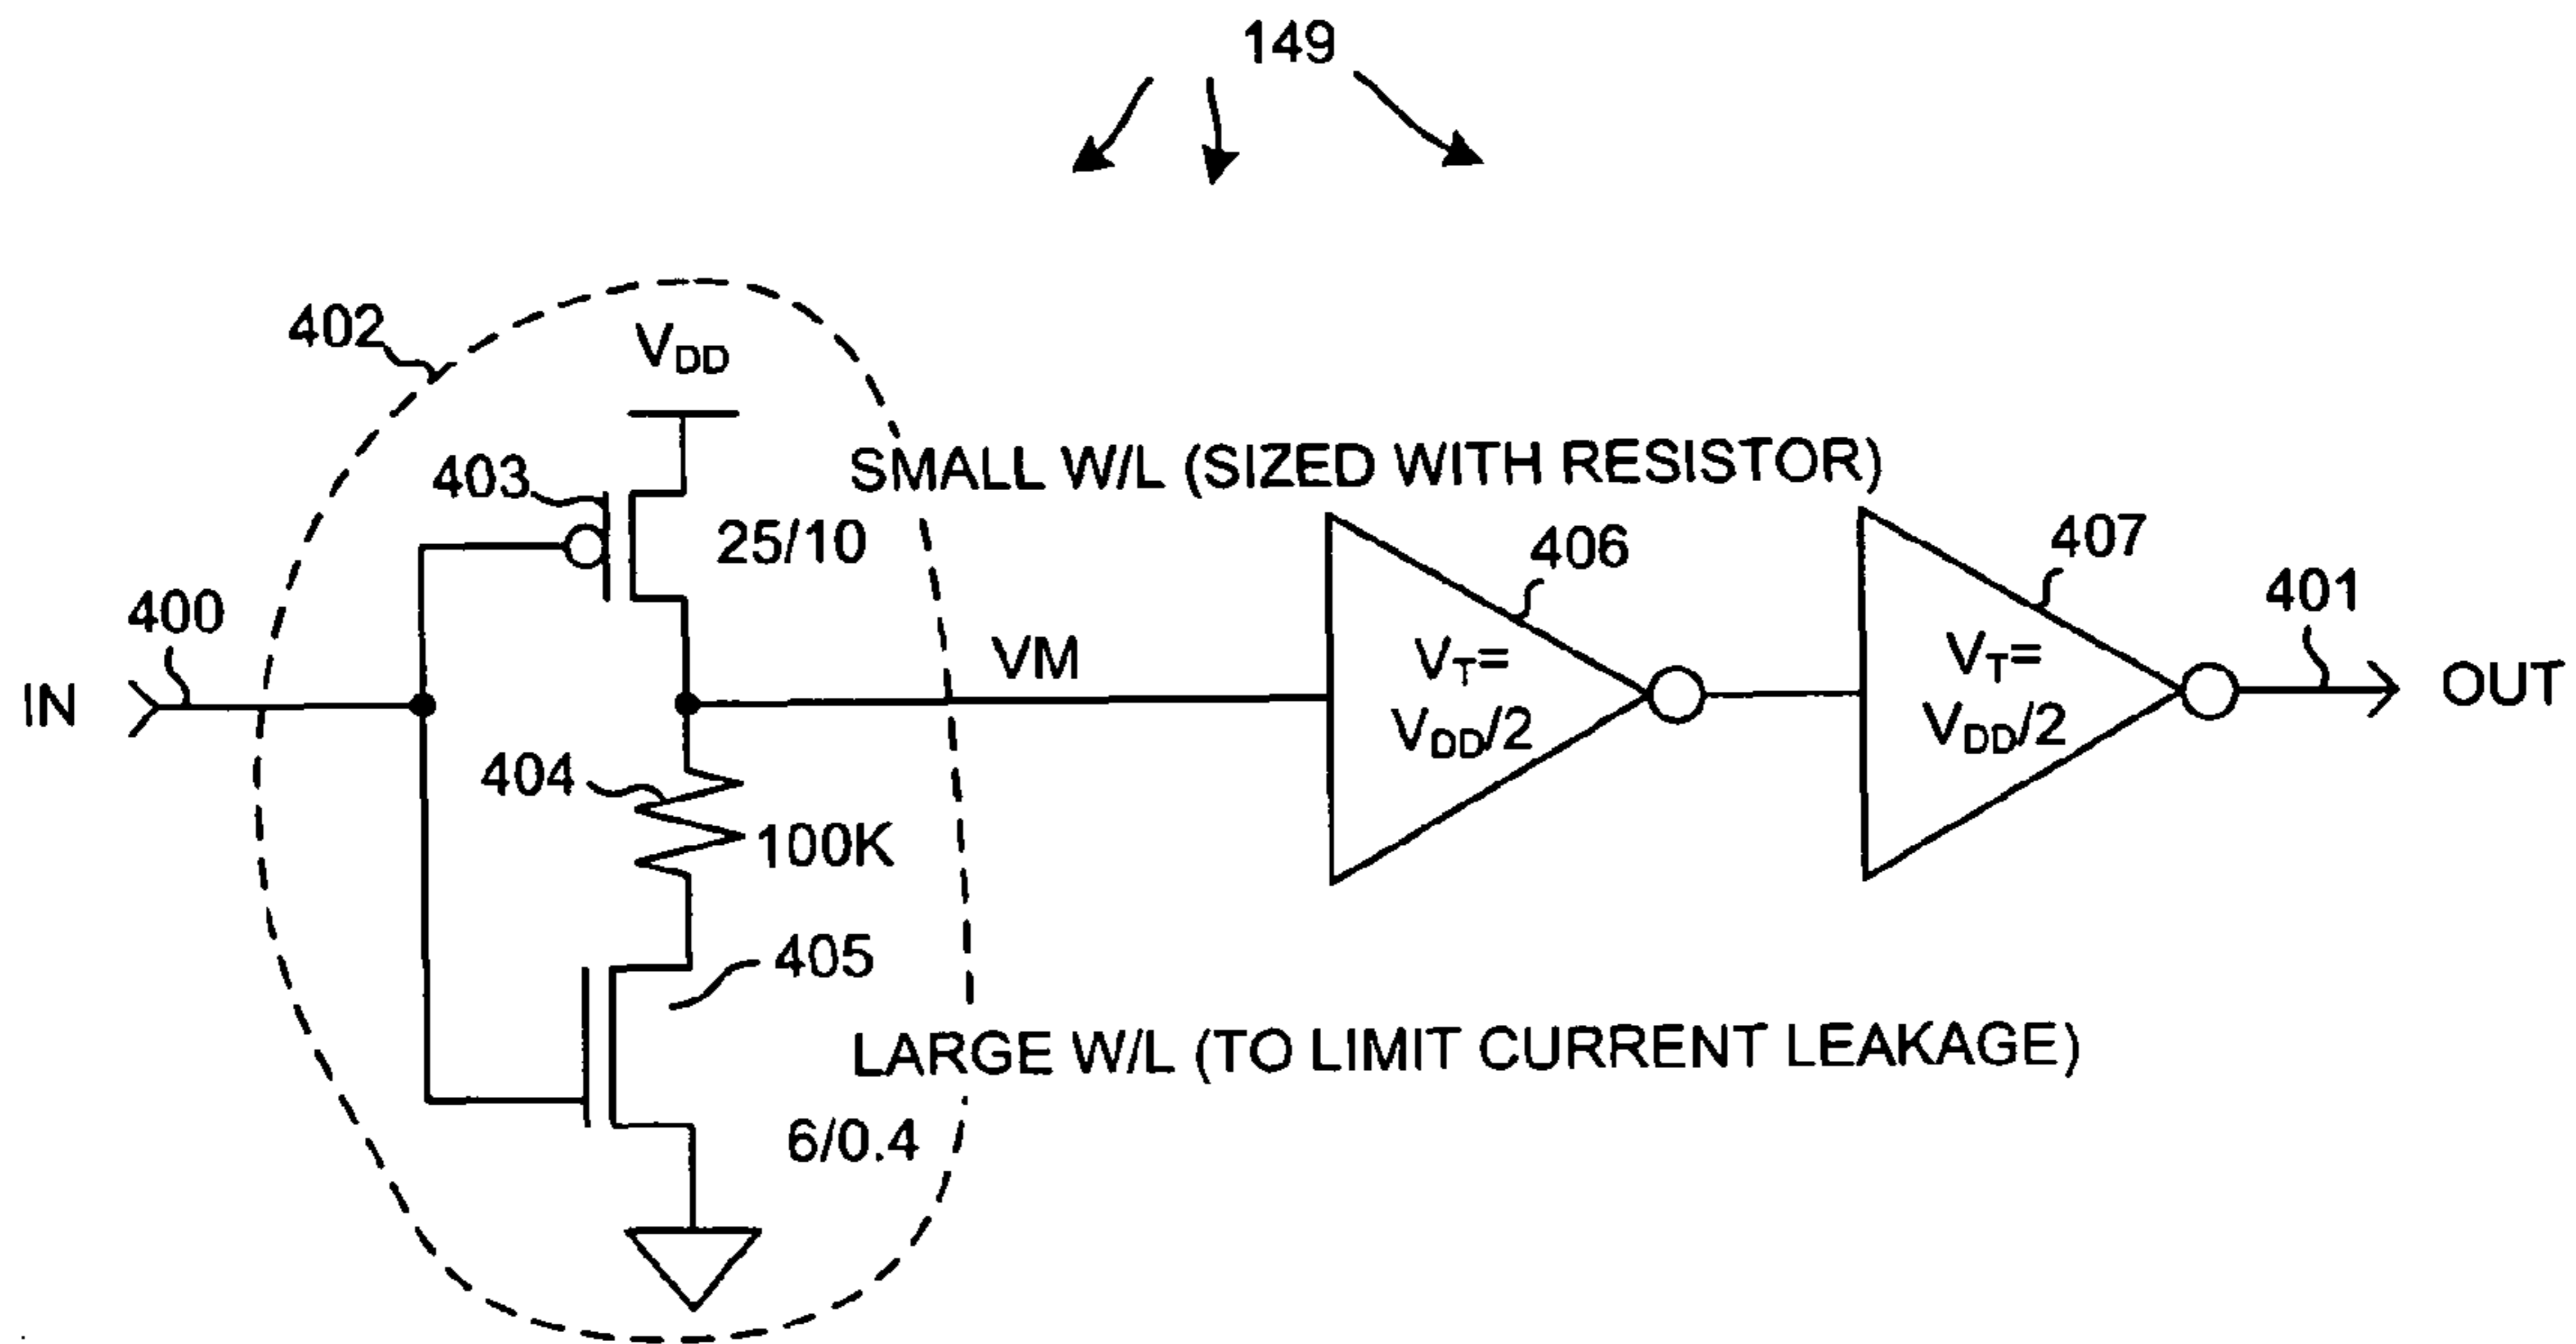 149
402
VDD
403
SMALL W/L (SIZED WITH RESISTOR)
25/10
406
407
400
401
IN
VM
VT=
VDD/2
VT=
VDD/2
OUT
404
100K
405
LARGE W/L (TO LIMIT CURRENT LEAKAGE)
6/0.4